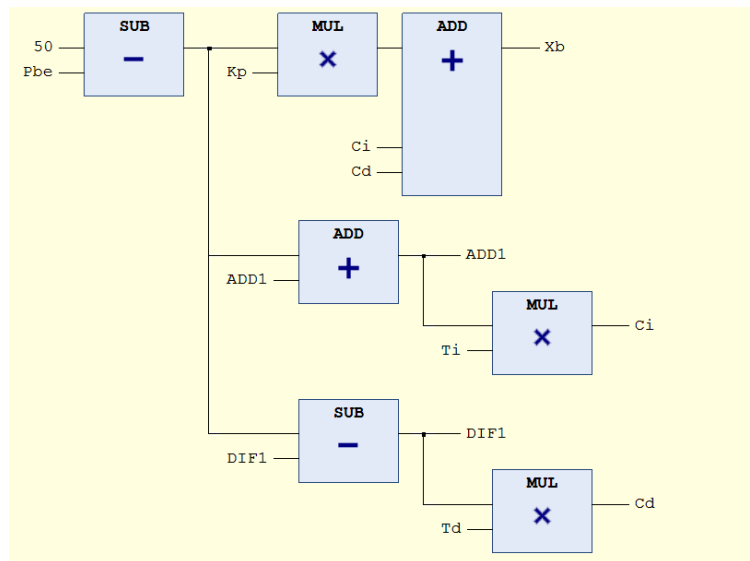 SUB
MUL
ADD
50
Xb
Pbe
Kp
Ci
Cd
ADD
ADD1
ADD1
MUL
Ci
Ti
SUB
DIF1
DIF1
MUL
Cd
Td